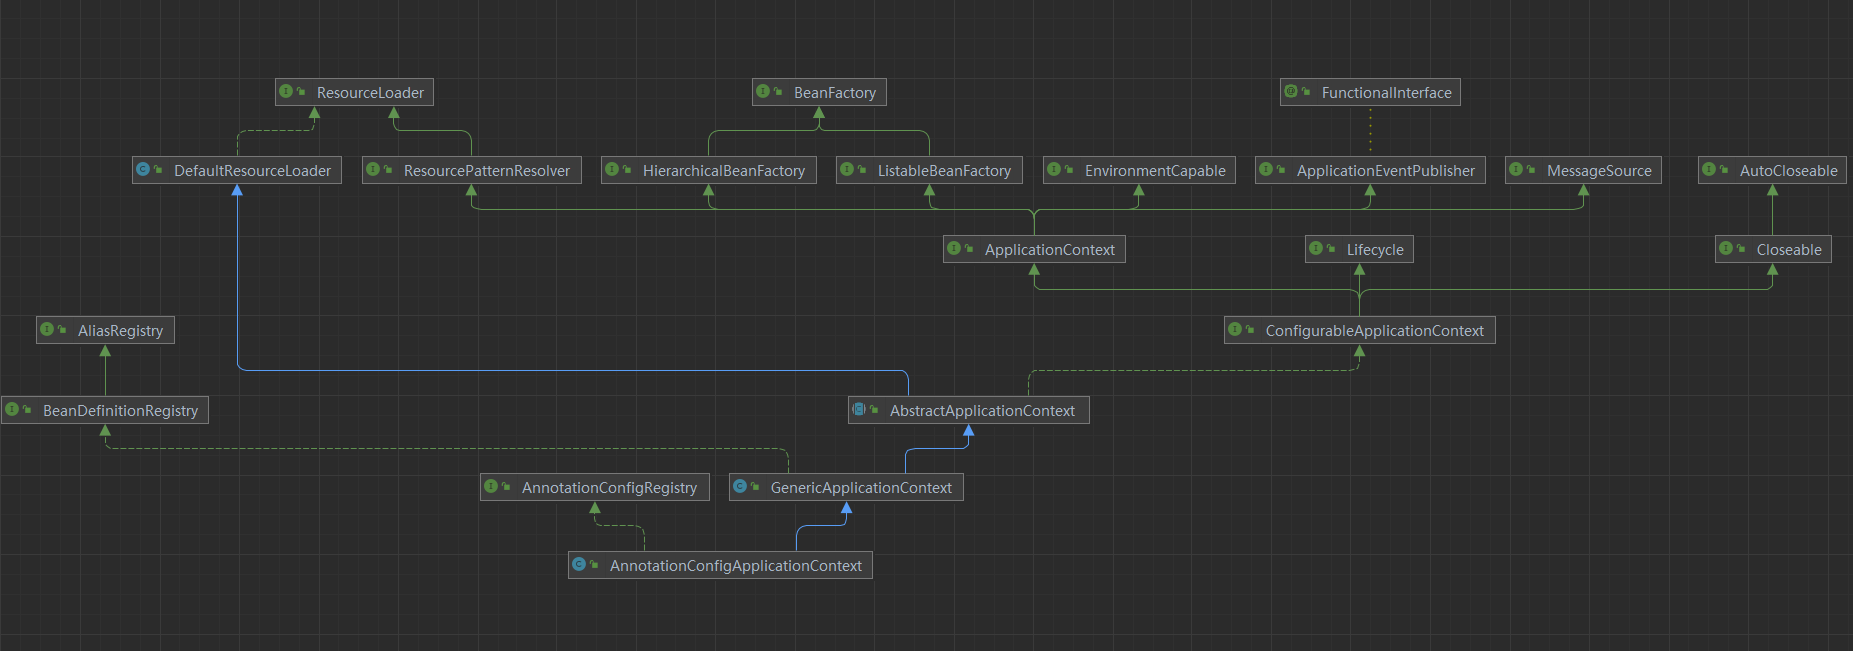 ResourceLoader
BeanFactory
FunctionalInterface
DefaultResourceLoader
ResourcePatternResolver
HierarchicalBeanFactory
ListableBeanFactory
EnvironmentCapable
ApplicationEventPublisher
MessageSource
AutoCloseable
ApplicationContext
Lifecycle
Closeable
AliasRegistry
ConfigurableApplicationContext
BeanDefinitionRegistry
AbstractApplicationContext
AnnotationConfigRegistry
GenericApplicationContext
AnnotationConfigApplicationContext